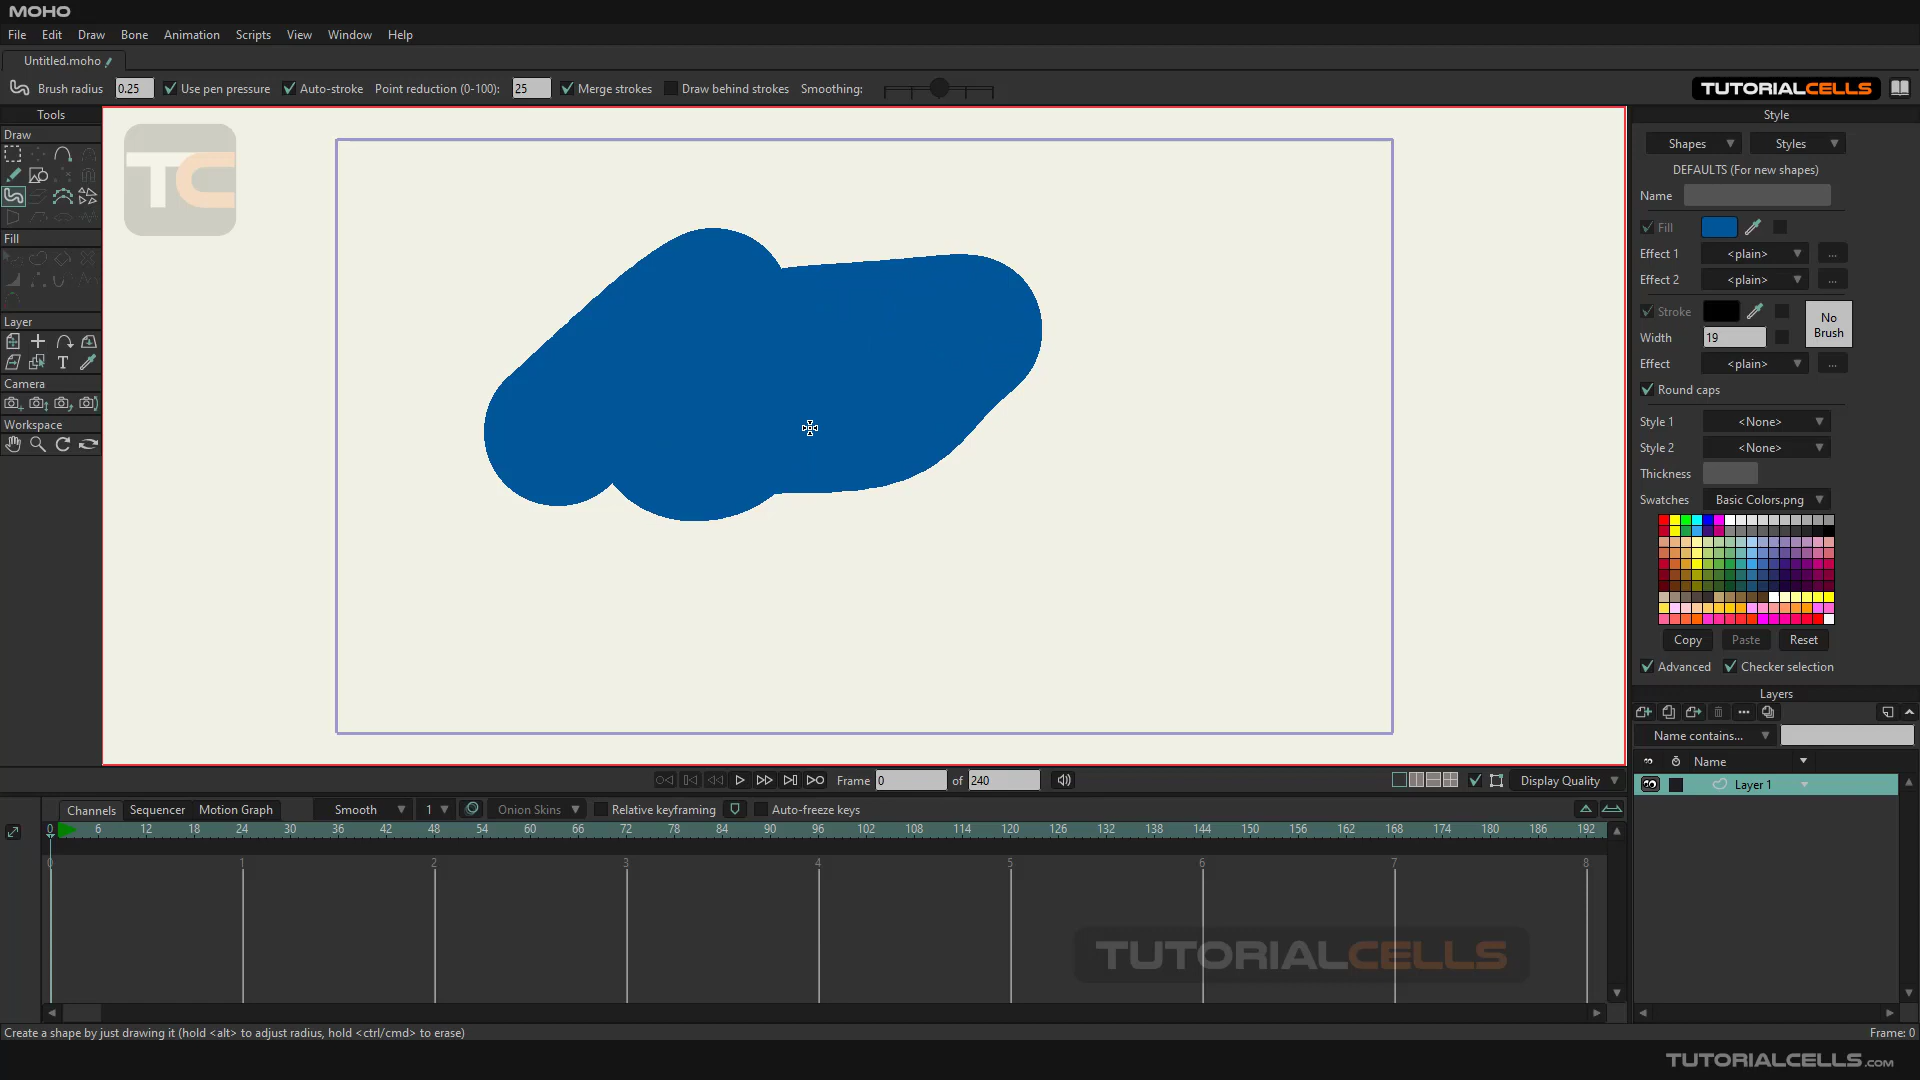 MOHO
File Edit Draw Bone Animation Scripts View Window Help
Untitled.moho
Brush radius 0.25 Use pen pressure Auto-stroke Point reduction (0-100): 25 Merge strokes Draw behind strokes Smoothing:
TUTORIALCELLS
Tools
Draw
Fill
Layer
Camera
Workspace
TC
Style
Shapes Styles
DEFAULTS (For new shapes)
Name
Fill
Effect 1 <plain> ...
Effect 2 <plain> ...
Stroke
No Brush
Width 19
Effect <plain> ...
Round caps
Style 1 <None>
Style 2 <None>
Thickness
Swatches Basic Colors.png
Copy Paste Reset
Advanced Checker selection
Layers
Name contains...
Name
Layer 1
Frame 0 of 240
Display Quality
Channels Sequencer Motion Graph Smooth 1 Onion Skins Relative keyframing Auto-freeze keys
0 6 12 18 24 30 36 42 48 54 60 66 72 78 84 90 96 102 108 114 120 126 132 138 144 150 156 162 168 174 180 186 192
0 1 2 3 4 5 6 7 8
TUTORIALCELLS
Create a shape by just drawing it (hold <alt> to adjust radius, hold <ctrl/cmd> to erase)
Frame: 0
TUTORIALCELLS.COM